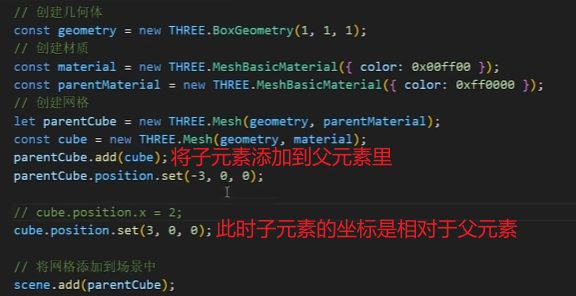 // 创建几何体
const geometry = new THREE.BoxGeometry(1, 1, 1);
// 创建材质
const material = new THREE.MeshBasicMaterial({ color: 0x00ff00 });
const parentMaterial = new THREE.MeshBasicMaterial({ color: 0xff0000 });
// 创建网格
let parentCube = new THREE.Mesh(geometry, parentMaterial);
const cube = new THREE.Mesh(geometry, material);
parentCube.add(cube); 将子元素添加到父元素里
parentCube.position.set(-3, 0, 0);
// cube.position.x = 2;
cube.position.set(3, 0, 0); 此时子元素的坐标是相对于父元素
// 将网格添加到场景中
scene.add(parentCube);